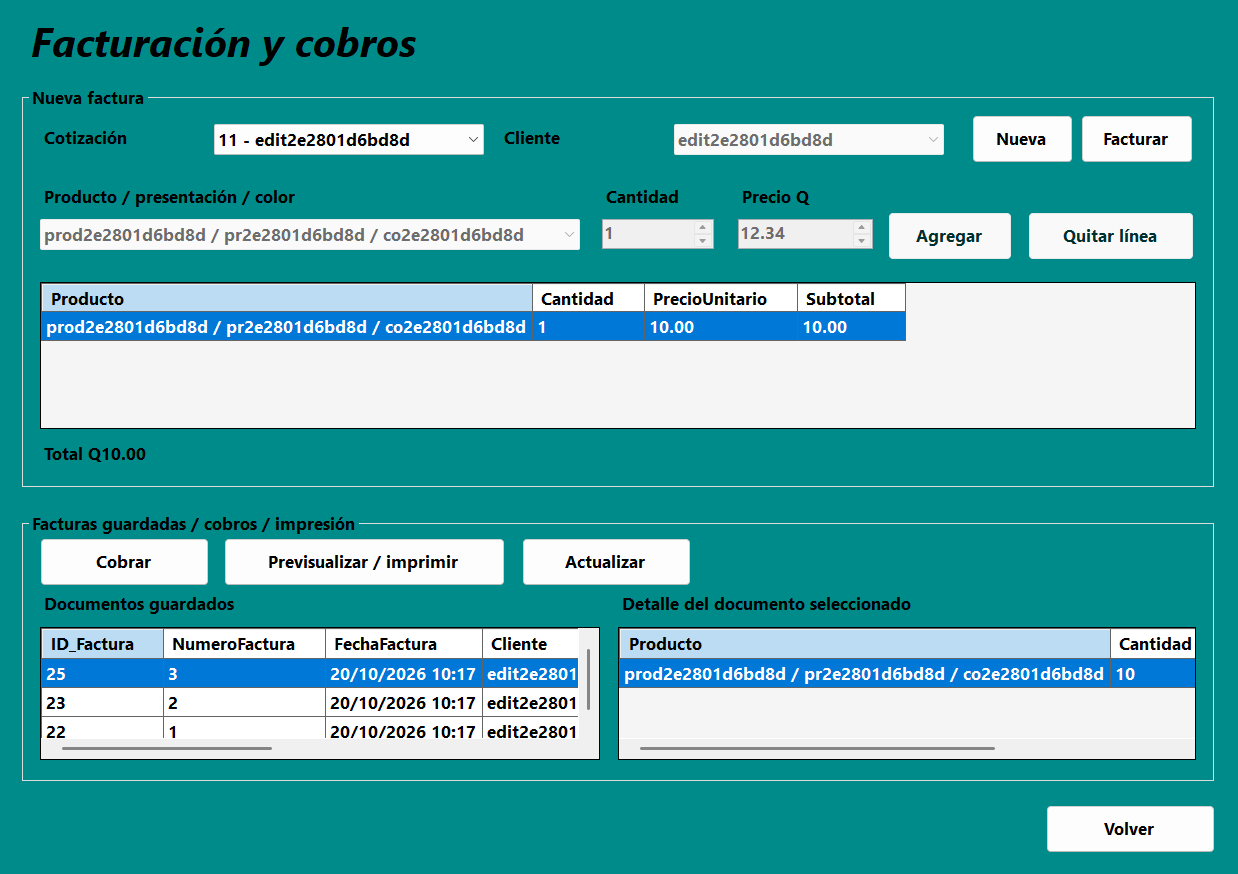 Facturación y cobros
Nueva factura
Cotización 11 - edit2e2801d6bd8d Cliente edit2e2801d6bd8d Nueva Facturar
Producto / presentación / color Cantidad Precio Q
prod2e2801d6bd8d / pr2e2801d6bd8d / co2e2801d6bd8d 1 12.34 Agregar Quitar línea
Producto Cantidad PrecioUnitario Subtotal
prod2e2801d6bd8d / pr2e2801d6bd8d / co2e2801d6bd8d 1 10.00 10.00
Total Q10.00
Facturas guardadas / cobros / impresión
Cobrar Previsualizar / imprimir Actualizar
Documentos guardados
ID_Factura NumeroFactura FechaFactura Cliente
25 3 20/10/2026 10:17 edit2e2801
23 2 20/10/2026 10:17 edit2e2801
22 1 20/10/2026 10:17 edit2e2801
Detalle del documento seleccionado
Producto Cantidad
prod2e2801d6bd8d / pr2e2801d6bd8d / co2e2801d6bd8d 10
Volver